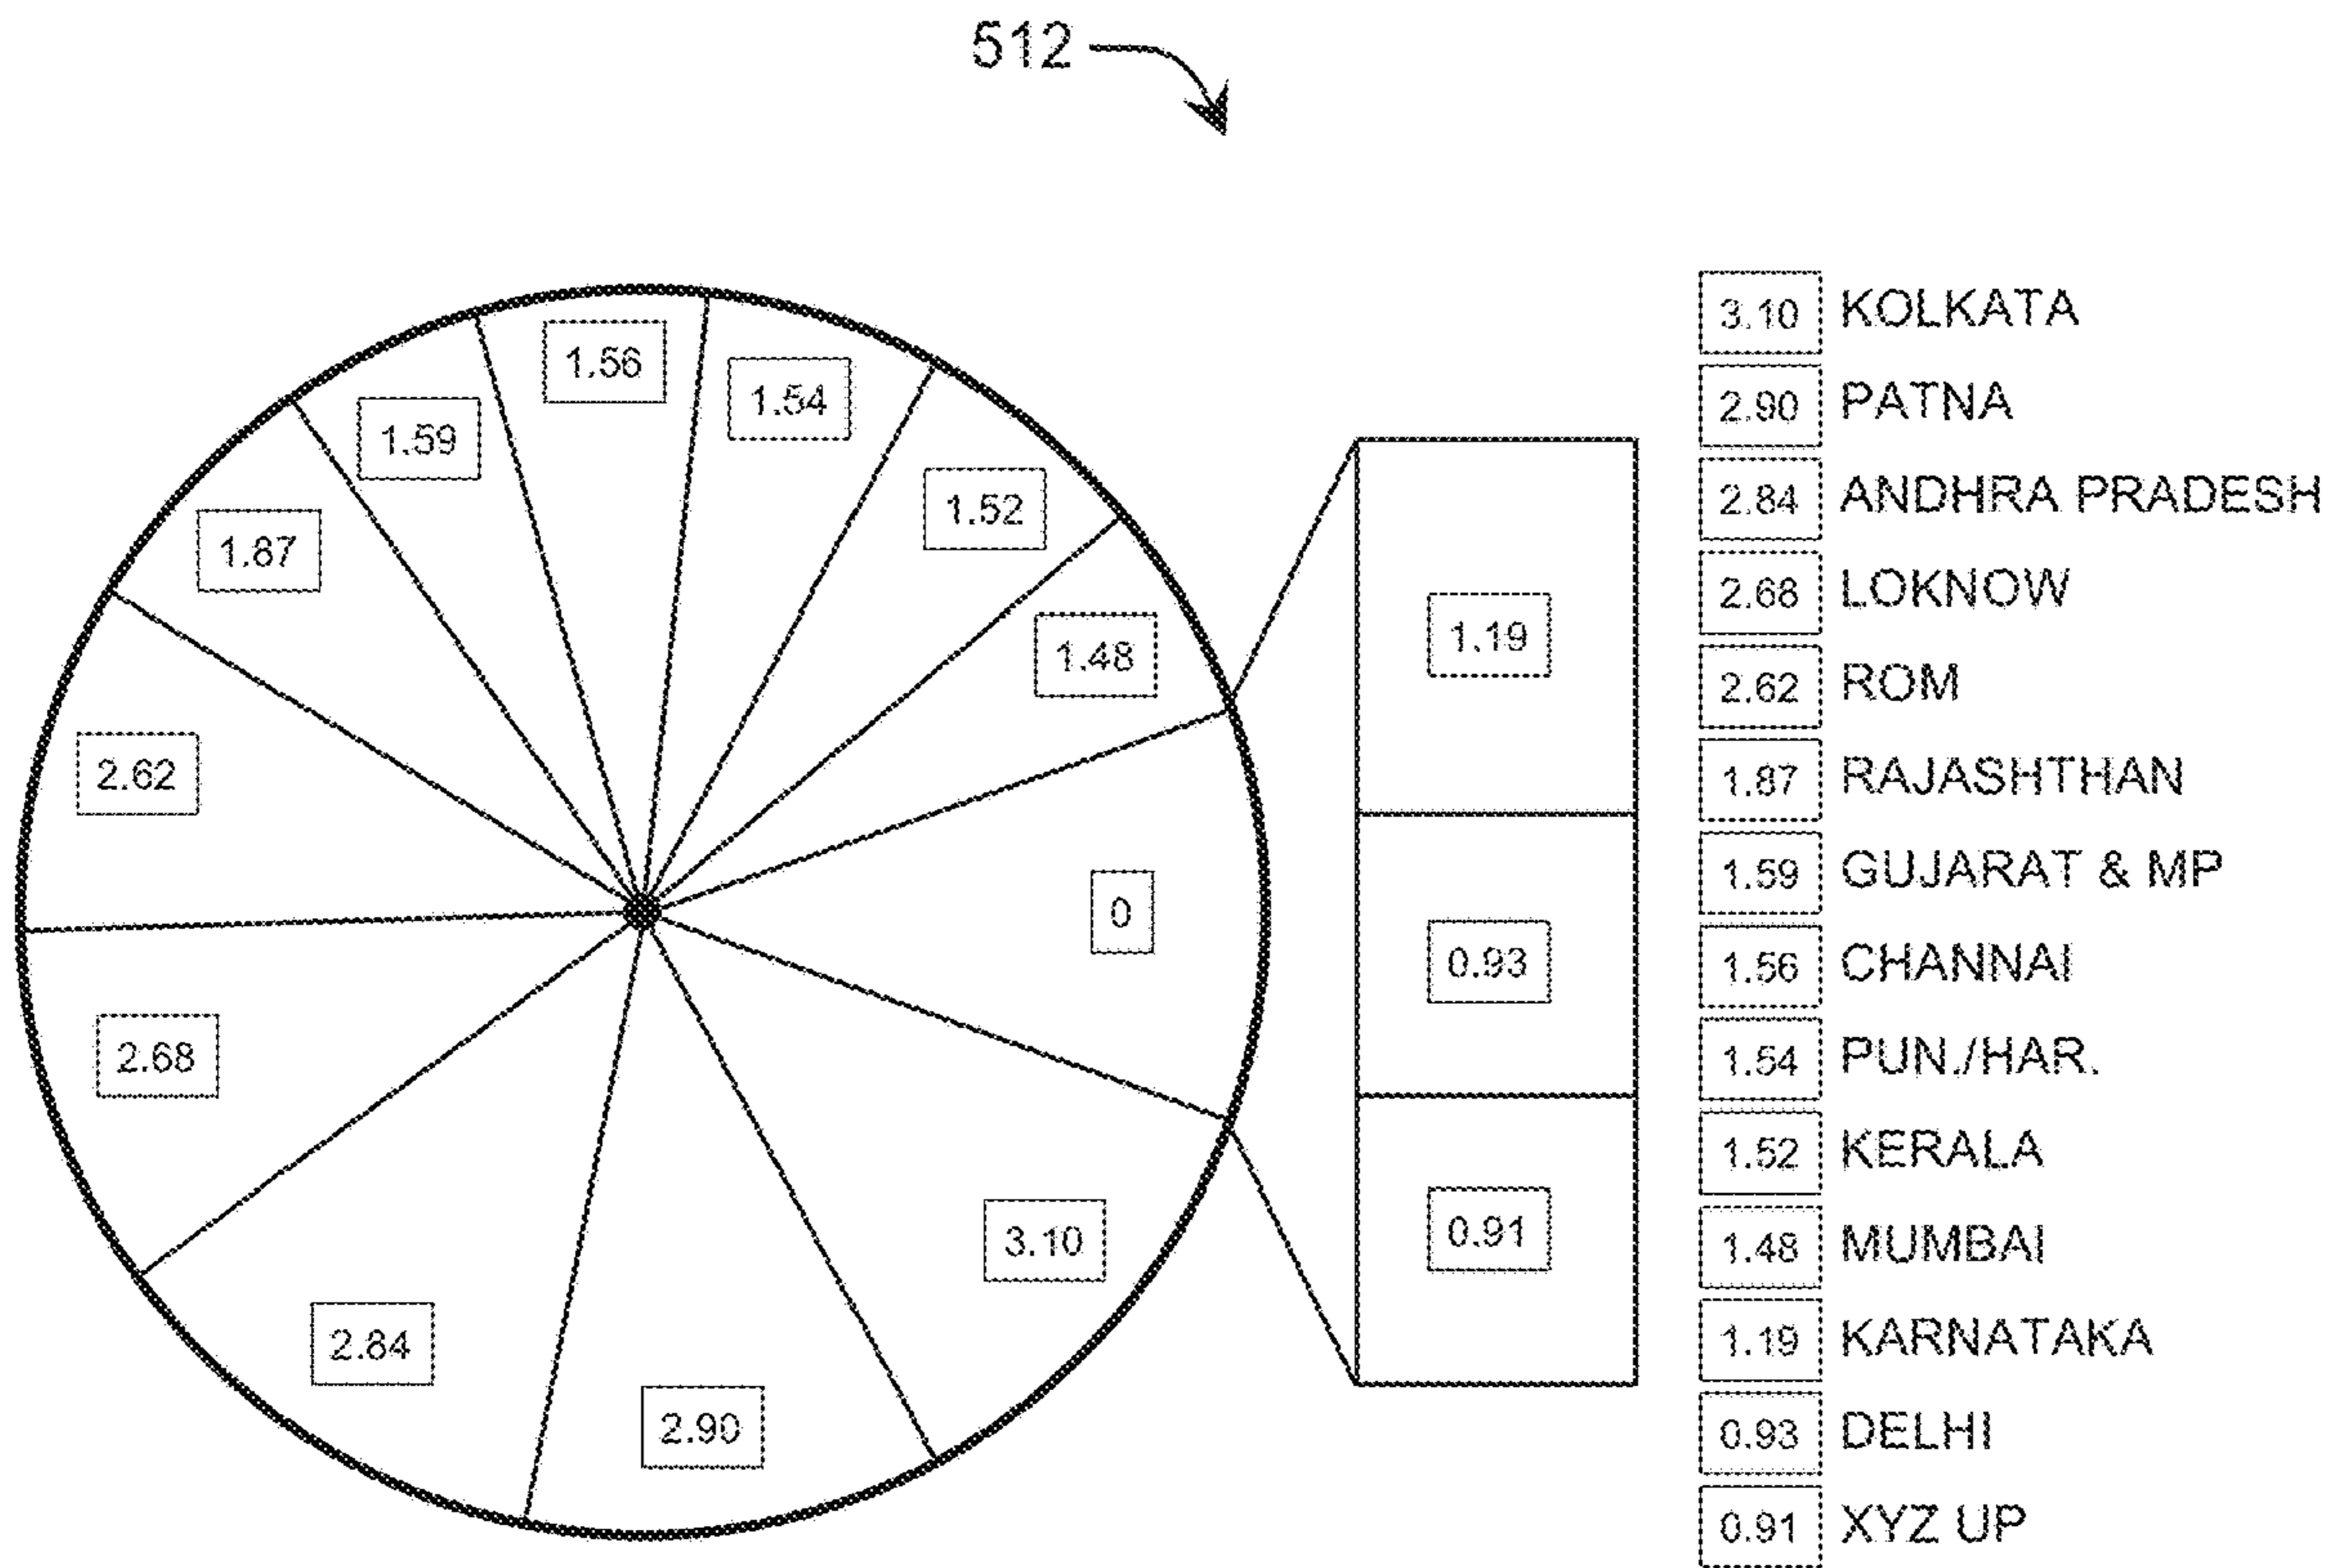 512
1.56
1.54
1.59
1.52
1.87
1.48
2.62
0
2.68
3.10
2.84
2.90
1.19
0.93
0.91
3.10 KOLKATA
2.90 PATNA
2.84 ANDHRA PRADESH
2.68 LOKNOW
2.62 ROM
1.87 RAJASHTHAN
1.59 GUJARAT & MP
1.56 CHANNAI
1.54 PUN./HAR.
1.52 KERALA
1.48 MUMBAI
1.19 KARNATAKA
0.93 DELHI
0.91 XYZ UP